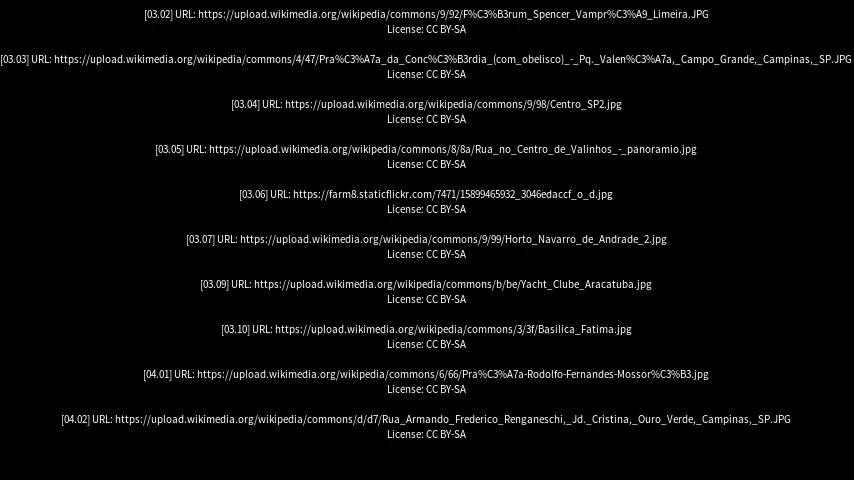 [03.02] URL: https://upload.wikimedia.org/wikipedia/commons/9/92/F%C3%B3rum_Spencer_Vampr%C3%A9_Limeira.JPG
License: CC BY-SA
[03.03] URL: https://upload.wikimedia.org/wikipedia/commons/4/47/Pra%C3%A7a_da_Conc%C3%B3rdia_(com_obelisco)_-_Pq._Valen%C3%A7a,_Campo_Grande,_Campinas,_SP.JPG
License: CC BY-SA
[03.04] URL: https://upload.wikimedia.org/wikipedia/commons/9/98/Centro_SP2.jpg
License: CC BY-SA
[03.05] URL: https://upload.wikimedia.org/wikipedia/commons/8/8a/Rua_no_Centro_de_Valinhos_-_panoramio.jpg
License: CC BY-SA
[03.06] URL: https://farm8.staticflickr.com/7471/15899465932_3046edaccf_o_d.jpg
License: CC BY-SA
[03.07] URL: https://upload.wikimedia.org/wikipedia/commons/9/99/Horto_Navarro_de_Andrade_2.jpg
License: CC BY-SA
[03.09] URL: https://upload.wikimedia.org/wikipedia/commons/b/be/Yacht_Clube_Aracatuba.jpg
License: CC BY-SA
[03.10] URL: https://upload.wikimedia.org/wikipedia/commons/3/3f/Basilica_Fatima.jpg
License: CC BY-SA
[04.01] URL: https://upload.wikimedia.org/wikipedia/commons/6/66/Pra%C3%A7a-Rodolfo-Fernandes-Mossor%C3%B3.jpg
License: CC BY-SA
[04.02] URL: https://upload.wikimedia.org/wikipedia/commons/d/d7/Rua_Armando_Frederico_Renganeschi,_Jd._Cristina,_Ouro_Verde,_Campinas,_SP.JPG
License: CC BY-SA